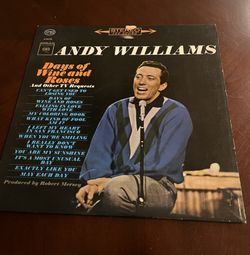 STEREO
ANDY WILLIAMS
Days of
Wine and
Roses
And Other TV Requests
CAN'T GET USED TO
LOSING YOU
DAYS OF
WINE AND ROSES
FALLING IN LOVE
WITH LOVE
MY COLORING BOOK
WHAT KIND OF FOOL
AM I?
I LEFT MY HEART
IN SAN FRANCISCO
WHEN YOU'RE SMILING
I REALLY DON'T
WANT TO KNOW
YOU ARE MY SUNSHINE
IT'S A MOST UNUSUAL
DAY
EXACTLY LIKE YOU
MAY EACH DAY
Produced by Robert Mersey